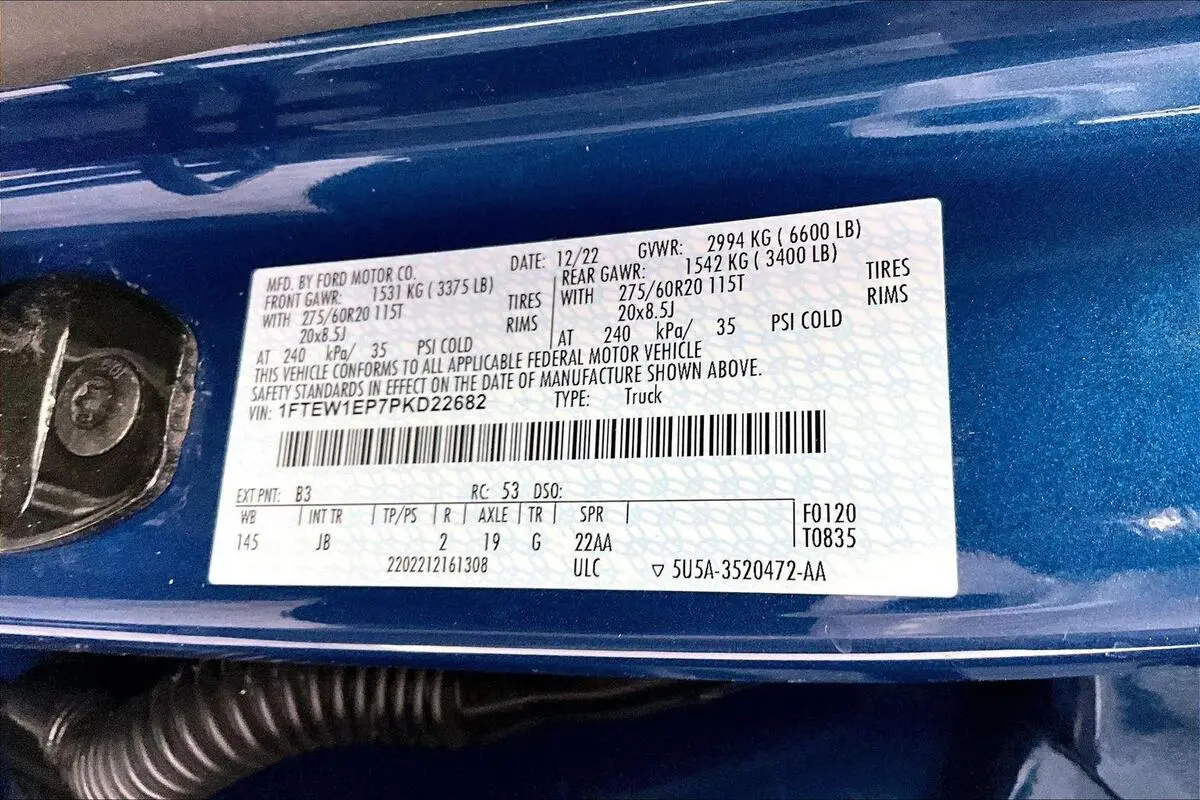 MFD. BY FORD MOTOR CO. DATE: 12/22 GVWR: 2994 KG ( 6600 LB)
FRONT GAWR: 1531 KG ( 3375 LB) REAR GAWR: 1542 KG ( 3400 LB)
WITH 275/60R20 115T TIRES WITH 275/60R20 115T TIRES
20x8.5J RIMS 20x8.5J RIMS
AT 240 kPa/ 35 PSI COLD AT 240 kPa/ 35 PSI COLD
THIS VEHICLE CONFORMS TO ALL APPLICABLE FEDERAL MOTOR VEHICLE
SAFETY STANDARDS IN EFFECT ON THE DATE OF MANUFACTURE SHOWN ABOVE.
VIN: 1FTEW1EP7PKD22682 TYPE: Truck
EXT PNT: B3 RC: 53 DSO:
WB INT TR TP/PS R AXLE TR SPR F0120
145 JB 2 19 G 22AA T0835
2202212161308 ULC ▽ 5U5A-3520472-AA